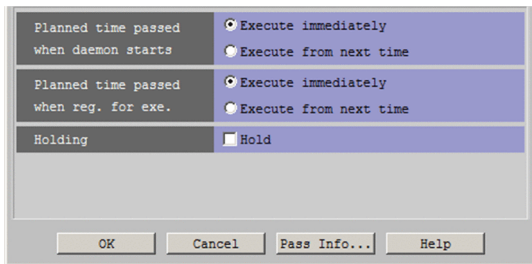 Planned time passed
when daemon starts
Execute immediately
Execute from next time
Planned time passed
when reg. for exe.
Execute immediately
Execute from next time
Holding
Hold
OK
Cancel
Pass Info...
Help